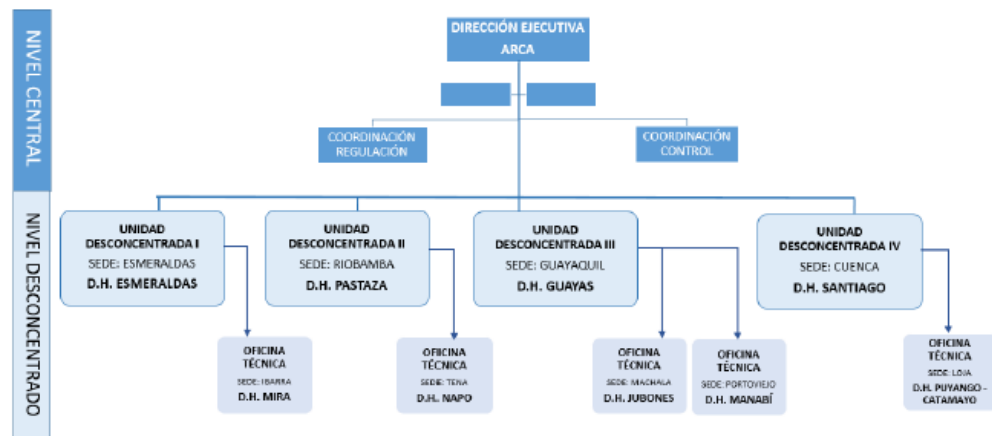 NIVEL CENTRAL
DIRECCIÓN EJECUTIVA
ARCA
COORDINACIÓN
REGULACIÓN
COORDINACIÓN
CONTROL
NIVEL DESCONCENTRADO
UNIDAD
DESCONCENTRADA I
SEDE: ESMERALDAS
D.H. ESMERALDAS
UNIDAD
DESCONCENTRADA II
SEDE: RIOBAMBA
D.H. PASTAZA
UNIDAD
DESCONCENTRADA III
SEDE: GUAYAQUIL
D.H. GUAYAS
UNIDAD
DESCONCENTRADA IV
SEDE: CUENCA
D.H. SANTIAGO
OFICINA
TÉCNICA
SEDE: IBARRA
D.H. MIRA
OFICINA
TÉCNICA
SEDE: TENA
D.H. NAPO
OFICINA
TÉCNICA
SEDE: MACHALA
D.H. JUBONES
OFICINA
TÉCNICA
SEDE: PORTOVIEJO
D.H. MANABÍ
OFICINA
TÉCNICA
SEDE: LOJA
D.H. PUYANGO -
CATAMAYO